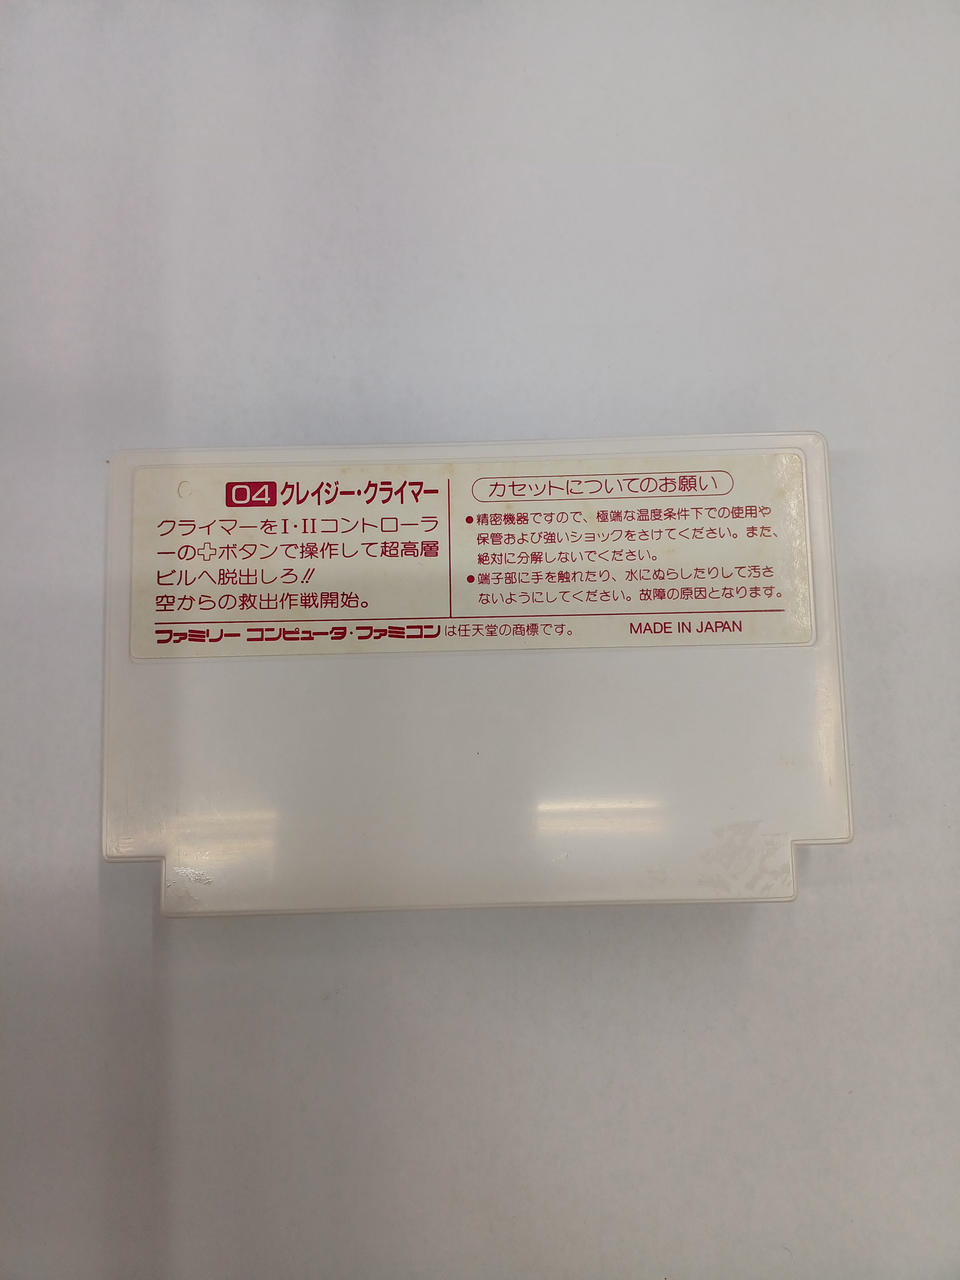 04 クレイジー・クライマー
クライマーをI・IIコントローラ
ーの✚ボタンで操作して超高層
ビルへ脱出しろ!!
空からの救出作戦開始。
カセットについてのお願い
●精密機器ですので、極端な温度条件下での使用や
保管および強いショックをさけてください。また、
絶対に分解しないでください。
●端子部に手を触れたり、水にぬらしたりして汚さ
ないようにしてください。故障の原因となります。
ファミリー コンピュータ・ファミコンは任天堂の商標です。
MADE IN JAPAN